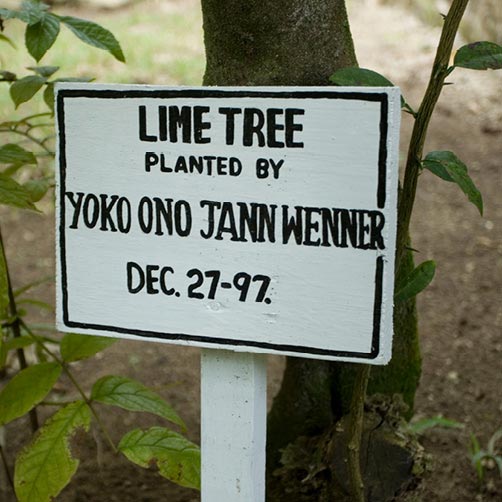 LIME TREE
PLANTED BY
YOKO ONO JANN WENNER
DEC. 27-97.